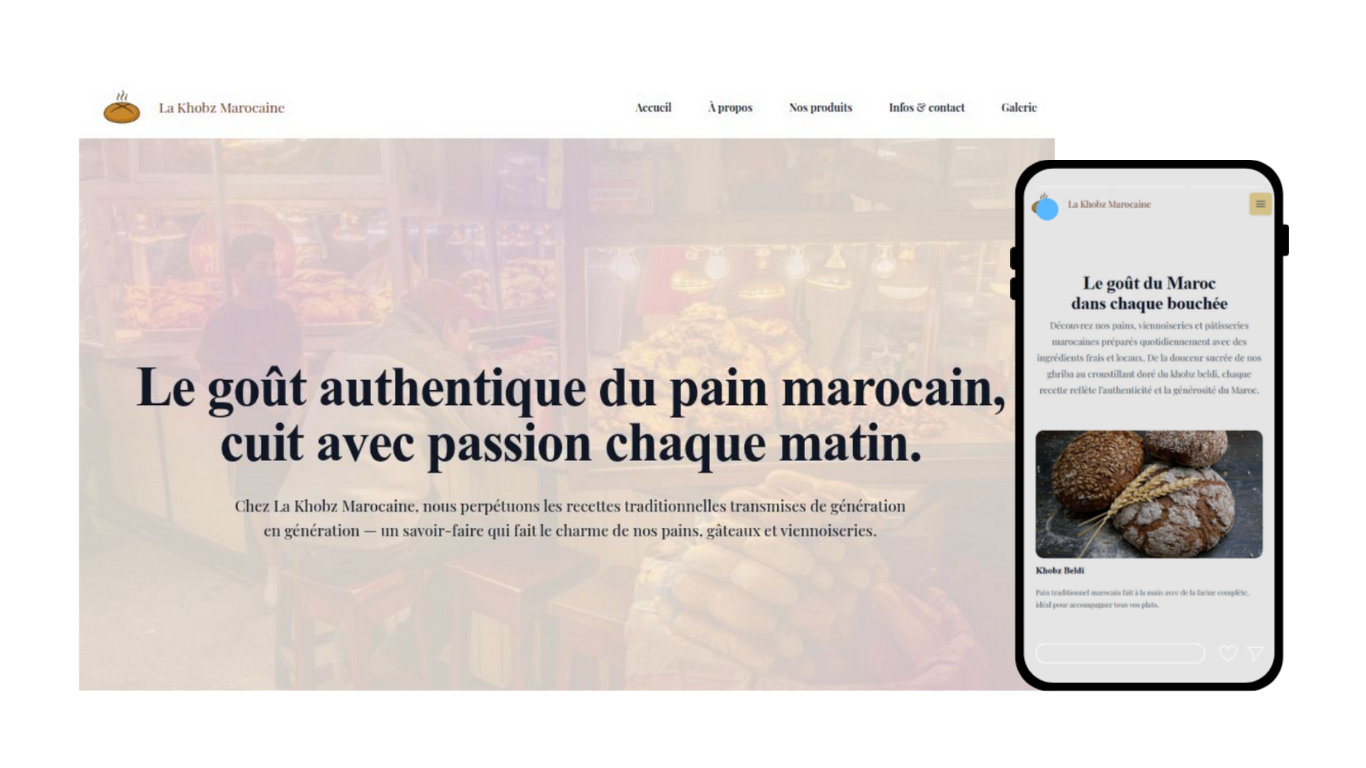 La Khobz Marocaine
Accueil
À propos
Nos produits
Infos & contact
Galerie
Le goût authentique du pain marocain,
cuit avec passion chaque matin.
Chez La Khobz Marocaine, nous perpétuons les recettes traditionnelles transmises de génération
en génération — un savoir-faire qui fait le charme de nos pains, gâteaux et viennoiseries.
La Khobz Marocaine
Le goût du Maroc
dans chaque bouchée
Découvrez nos pains, viennoiseries et pâtisseries
marocaines préparés quotidiennement avec des
ingrédients frais et locaux. De la douceur sucrée de nos
ghriba au croustillant doré du khobz beldi, chaque
recette reflète l'authenticité et la générosité du Maroc.
Khobz Beldi
Pain traditionnel marocain fait à la main avec de la farine complète,
idéal pour accompagner tous vos plats.